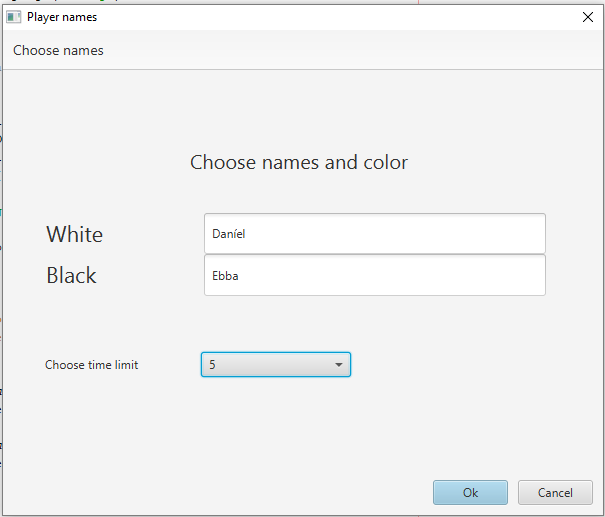 Player names
Choose names
Choose names and color
White
Daníel
Black
Ebba
Choose time limit
5
Ok
Cancel